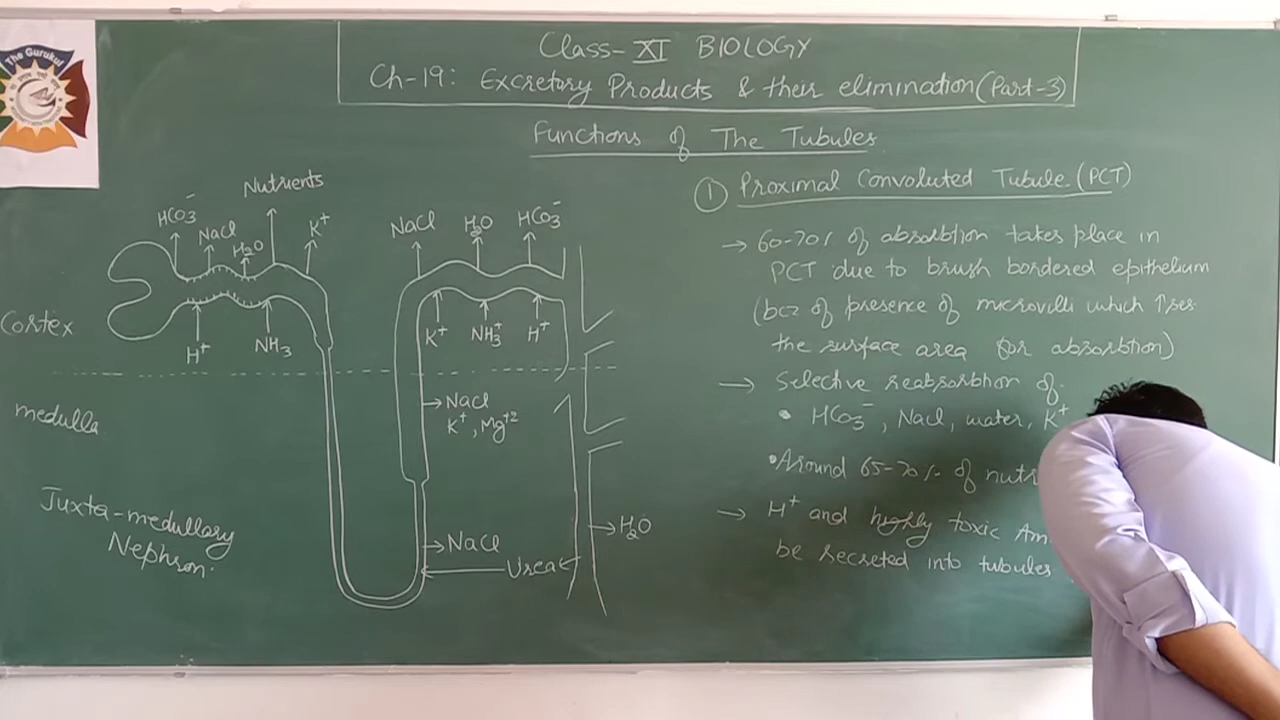 The Gurukul
Class-XI BIOLOGY
Ch-19: Excretory Products & their elimination (Part-3)
Functions of The Tubules
① Proximal Convoluted Tubule (PCT)
→ 60-70% of absorbtion takes place in
PCT due to brush bordered epithelium
(bcz of presence of microvilli which ↑ses
the surface area for absorbtion)
→ Selective reabsorbtion of
• HCO3⁻, NaCl, water, K⁺
• Around 65-70% of nutr
→ H⁺ and highly toxic Am
be secreted into tubules
Nutrients
HCO3⁻ NaCl H2O K⁺
NaCl H2O HCO3⁻
Cortex
H⁺ NH3
K⁺ NH3⁺ H⁺
medulla
NaCl
K⁺, Mg⁺²
Juxta-medullary
Nephron.
NaCl
Urea
H2O